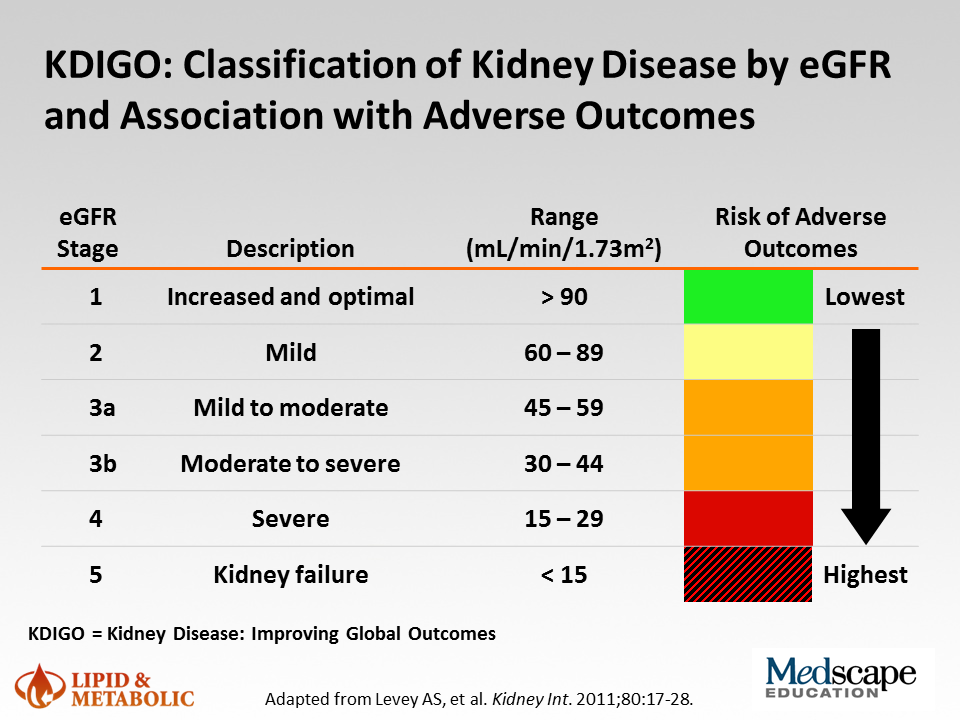 KDIGO: Classification of Kidney Disease by eGFR
and Association with Adverse Outcomes
eGFR
Stage
Description
Range
(mL/min/1.73m²)
Risk of Adverse
Outcomes
1 Increased and optimal > 90 Lowest
2 Mild 60 – 89
3a Mild to moderate 45 – 59
3b Moderate to severe 30 – 44
4 Severe 15 – 29
5 Kidney failure < 15 Highest
KDIGO = Kidney Disease: Improving Global Outcomes
LIPID &
METABOLIC
Adapted from Levey AS, et al. Kidney Int. 2011;80:17-28.
Medscape
EDUCATION